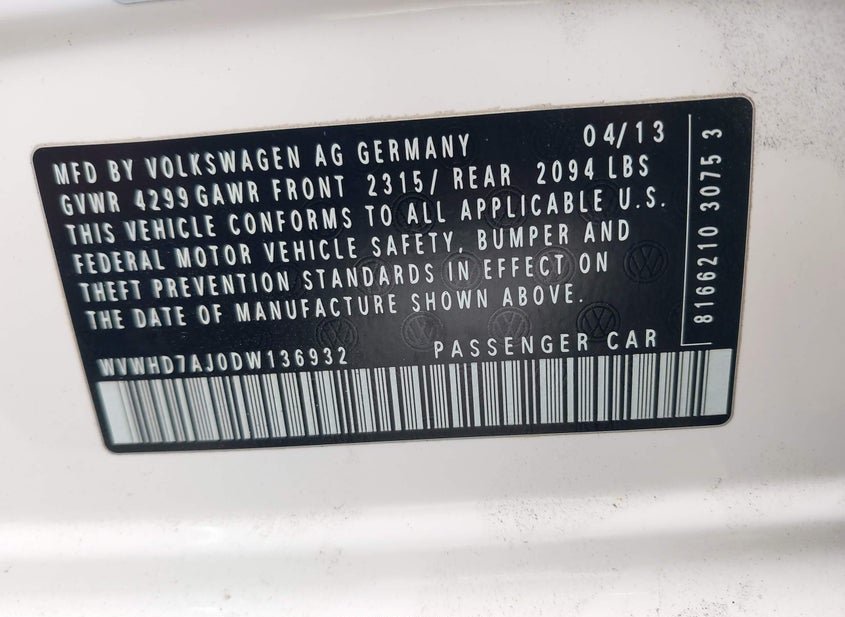 MFD BY VOLKSWAGEN AG GERMANY 04/13
GVWR 4299 GAWR FRONT 2315/ REAR 2094 LBS
THIS VEHICLE CONFORMS TO ALL APPLICABLE U.S.
FEDERAL MOTOR VEHICLE SAFETY, BUMPER AND
THEFT PREVENTION STANDARDS IN EFFECT ON
THE DATE OF MANUFACTURE SHOWN ABOVE.
WVWHD7AJ0DW136932 PASSENGER CAR
8166210 3075 3